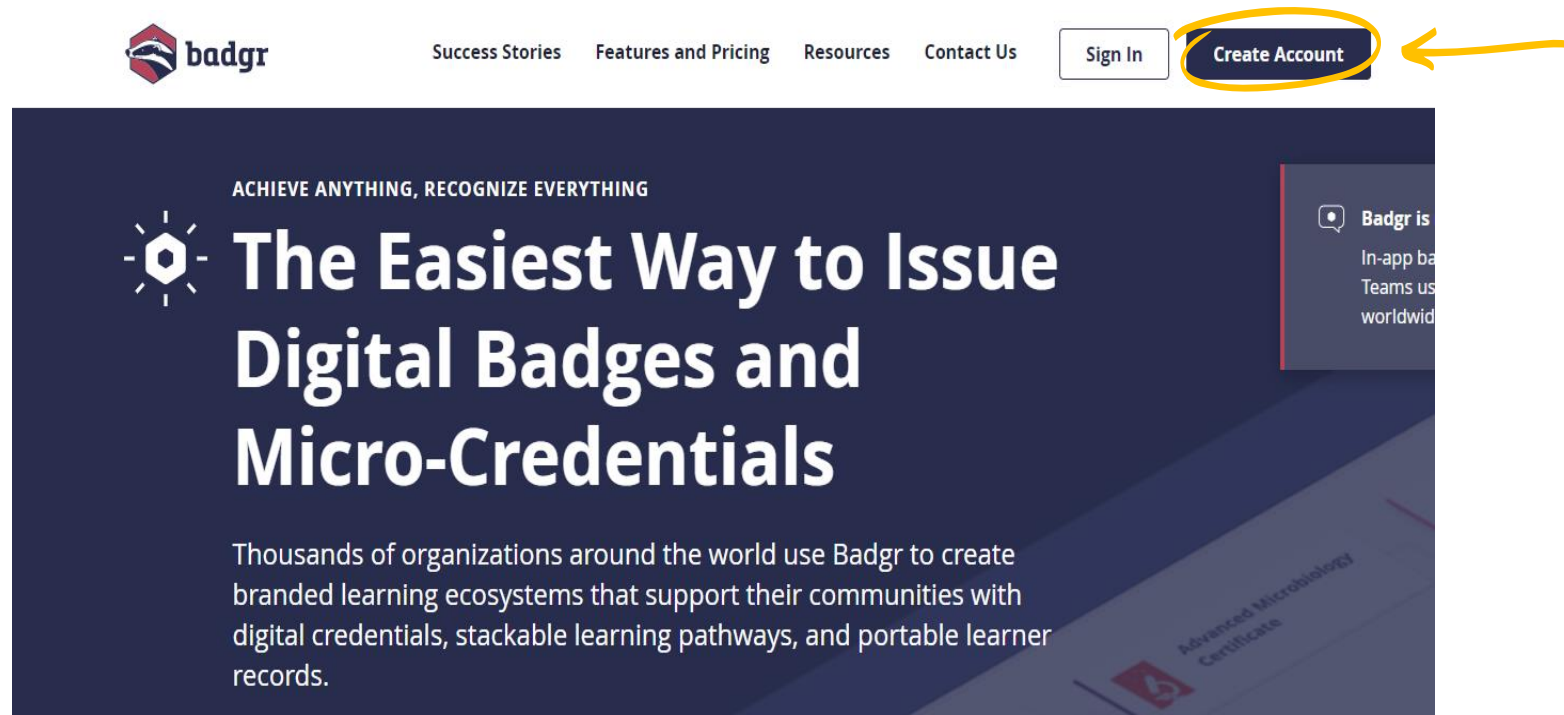 badgr
Success Stories
Features and Pricing
Resources
Contact Us
Sign In
Create Account
ACHIEVE ANYTHING, RECOGNIZE EVERYTHING
The Easiest Way to Issue
Digital Badges and
Micro-Credentials
Thousands of organizations around the world use Badgr to create
branded learning ecosystems that support their communities with
digital credentials, stackable learning pathways, and portable learner
records.
Badgr is
In-app ba
Teams us
worldwid
Advanced Microbiology
Certificate